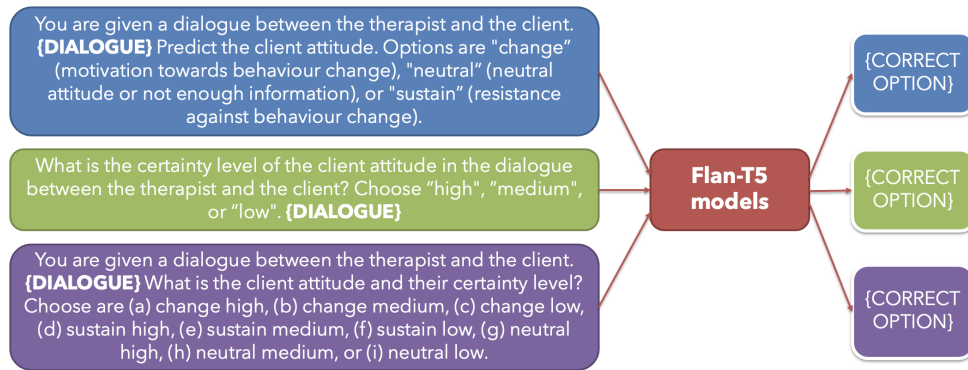 You are given a dialogue between the therapist and the client.
{DIALOGUE} Predict the client attitude. Options are "change”
(motivation towards behaviour change), "neutral” (neutral
attitude or not enough information), or "sustain” (resistance
against behaviour change).
{CORRECT
OPTION}
What is the certainty level of the client attitude in the dialogue
between the therapist and the client? Choose ”high", ”medium",
or ”low". {DIALOGUE}
Flan-T5
models
{CORRECT
OPTION}
You are given a dialogue between the therapist and the client.
{DIALOGUE} What is the client attitude and their certainty level?
Choose are (a) change high, (b) change medium, (c) change low,
(d) sustain high, (e) sustain medium, (f) sustain low, (g) neutral
high, (h) neutral medium, or (i) neutral low.
{CORRECT
OPTION}